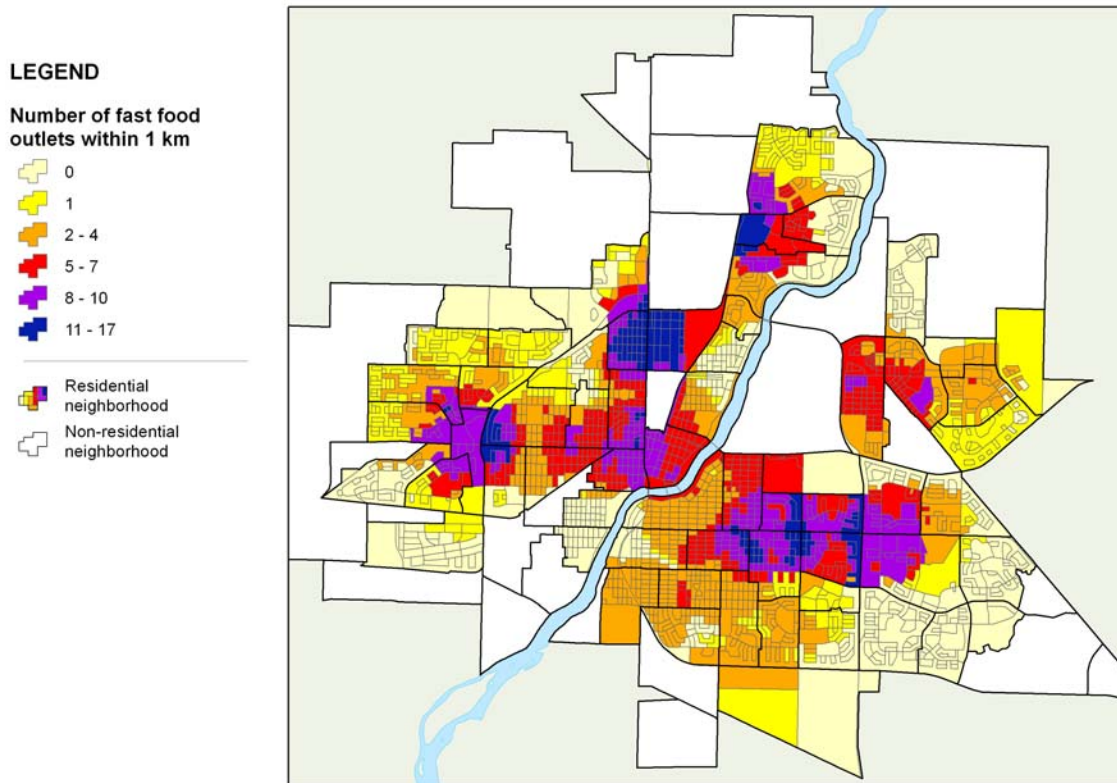 LEGEND
Number of fast food
outlets within 1 km
0
1
2 - 4
5 - 7
8 - 10
11 - 17
Residential
neighborhood
Non-residential
neighborhood